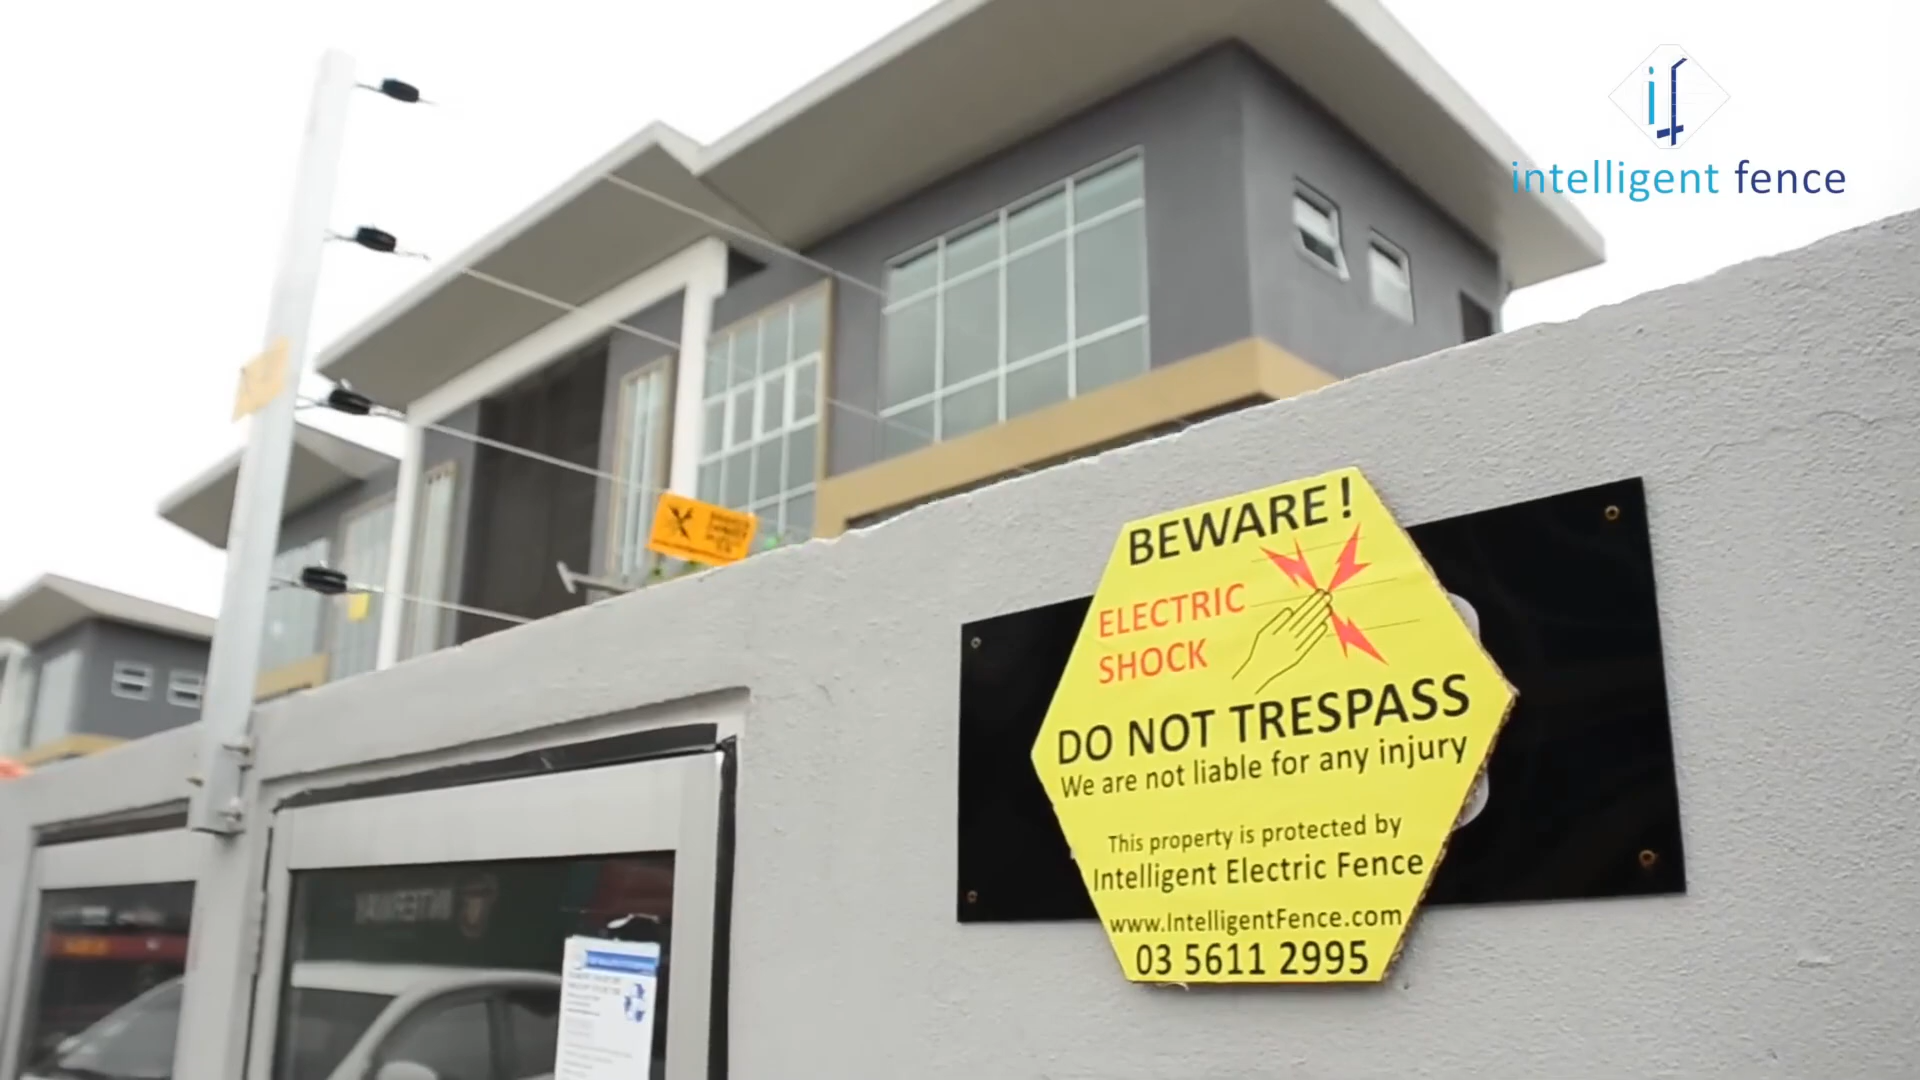 intelligent fence
BEWARE!
ELECTRIC
SHOCK
DO NOT TRESPASS
We are not liable for any injury
This property is protected by
Intelligent Electric Fence
www.IntelligentFence.com
03 5611 2995